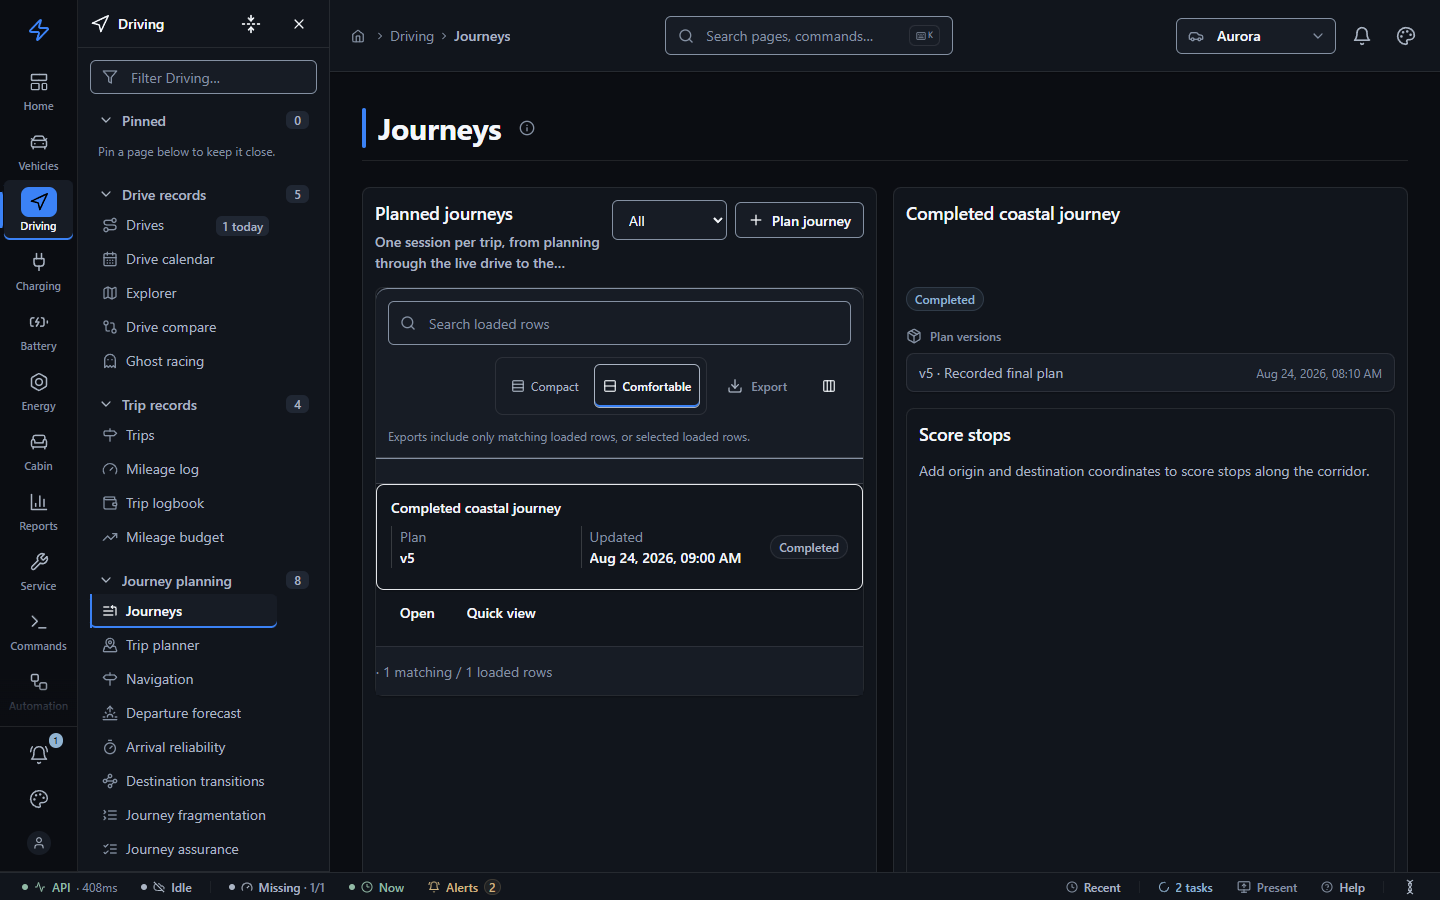 Home
Vehicles
Driving
Charging
Battery
Energy
Cabin
Reports
Service
Commands
Automation
1
Driving
Filter Driving...
Pinned 0
Pin a page below to keep it close.
Drive records 5
Drives 1 today
Drive calendar
Explorer
Drive compare
Ghost racing
Trip records 4
Trips
Mileage log
Trip logbook
Mileage budget
Journey planning 8
Journeys
Trip planner
Navigation
Departure forecast
Arrival reliability
Destination transitions
Journey fragmentation
Journey assurance
Driving Journeys
Search pages, commands... K
Aurora
Journeys
Planned journeys
One session per trip, from planning
through the live drive to the...
All
Plan journey
Search loaded rows
Compact Comfortable Export
Exports include only matching loaded rows, or selected loaded rows.
Completed coastal journey
Plan Updated
v5 Aug 24, 2026, 09:00 AM Completed
Open Quick view
· 1 matching / 1 loaded rows
Completed coastal journey
Completed
Plan versions
v5 · Recorded final plan Aug 24, 2026, 08:10 AM
Score stops
Add origin and destination coordinates to score stops along the corridor.
API · 408ms Idle Missing · 1/1 Now Alerts 2 Recent 2 tasks Present Help